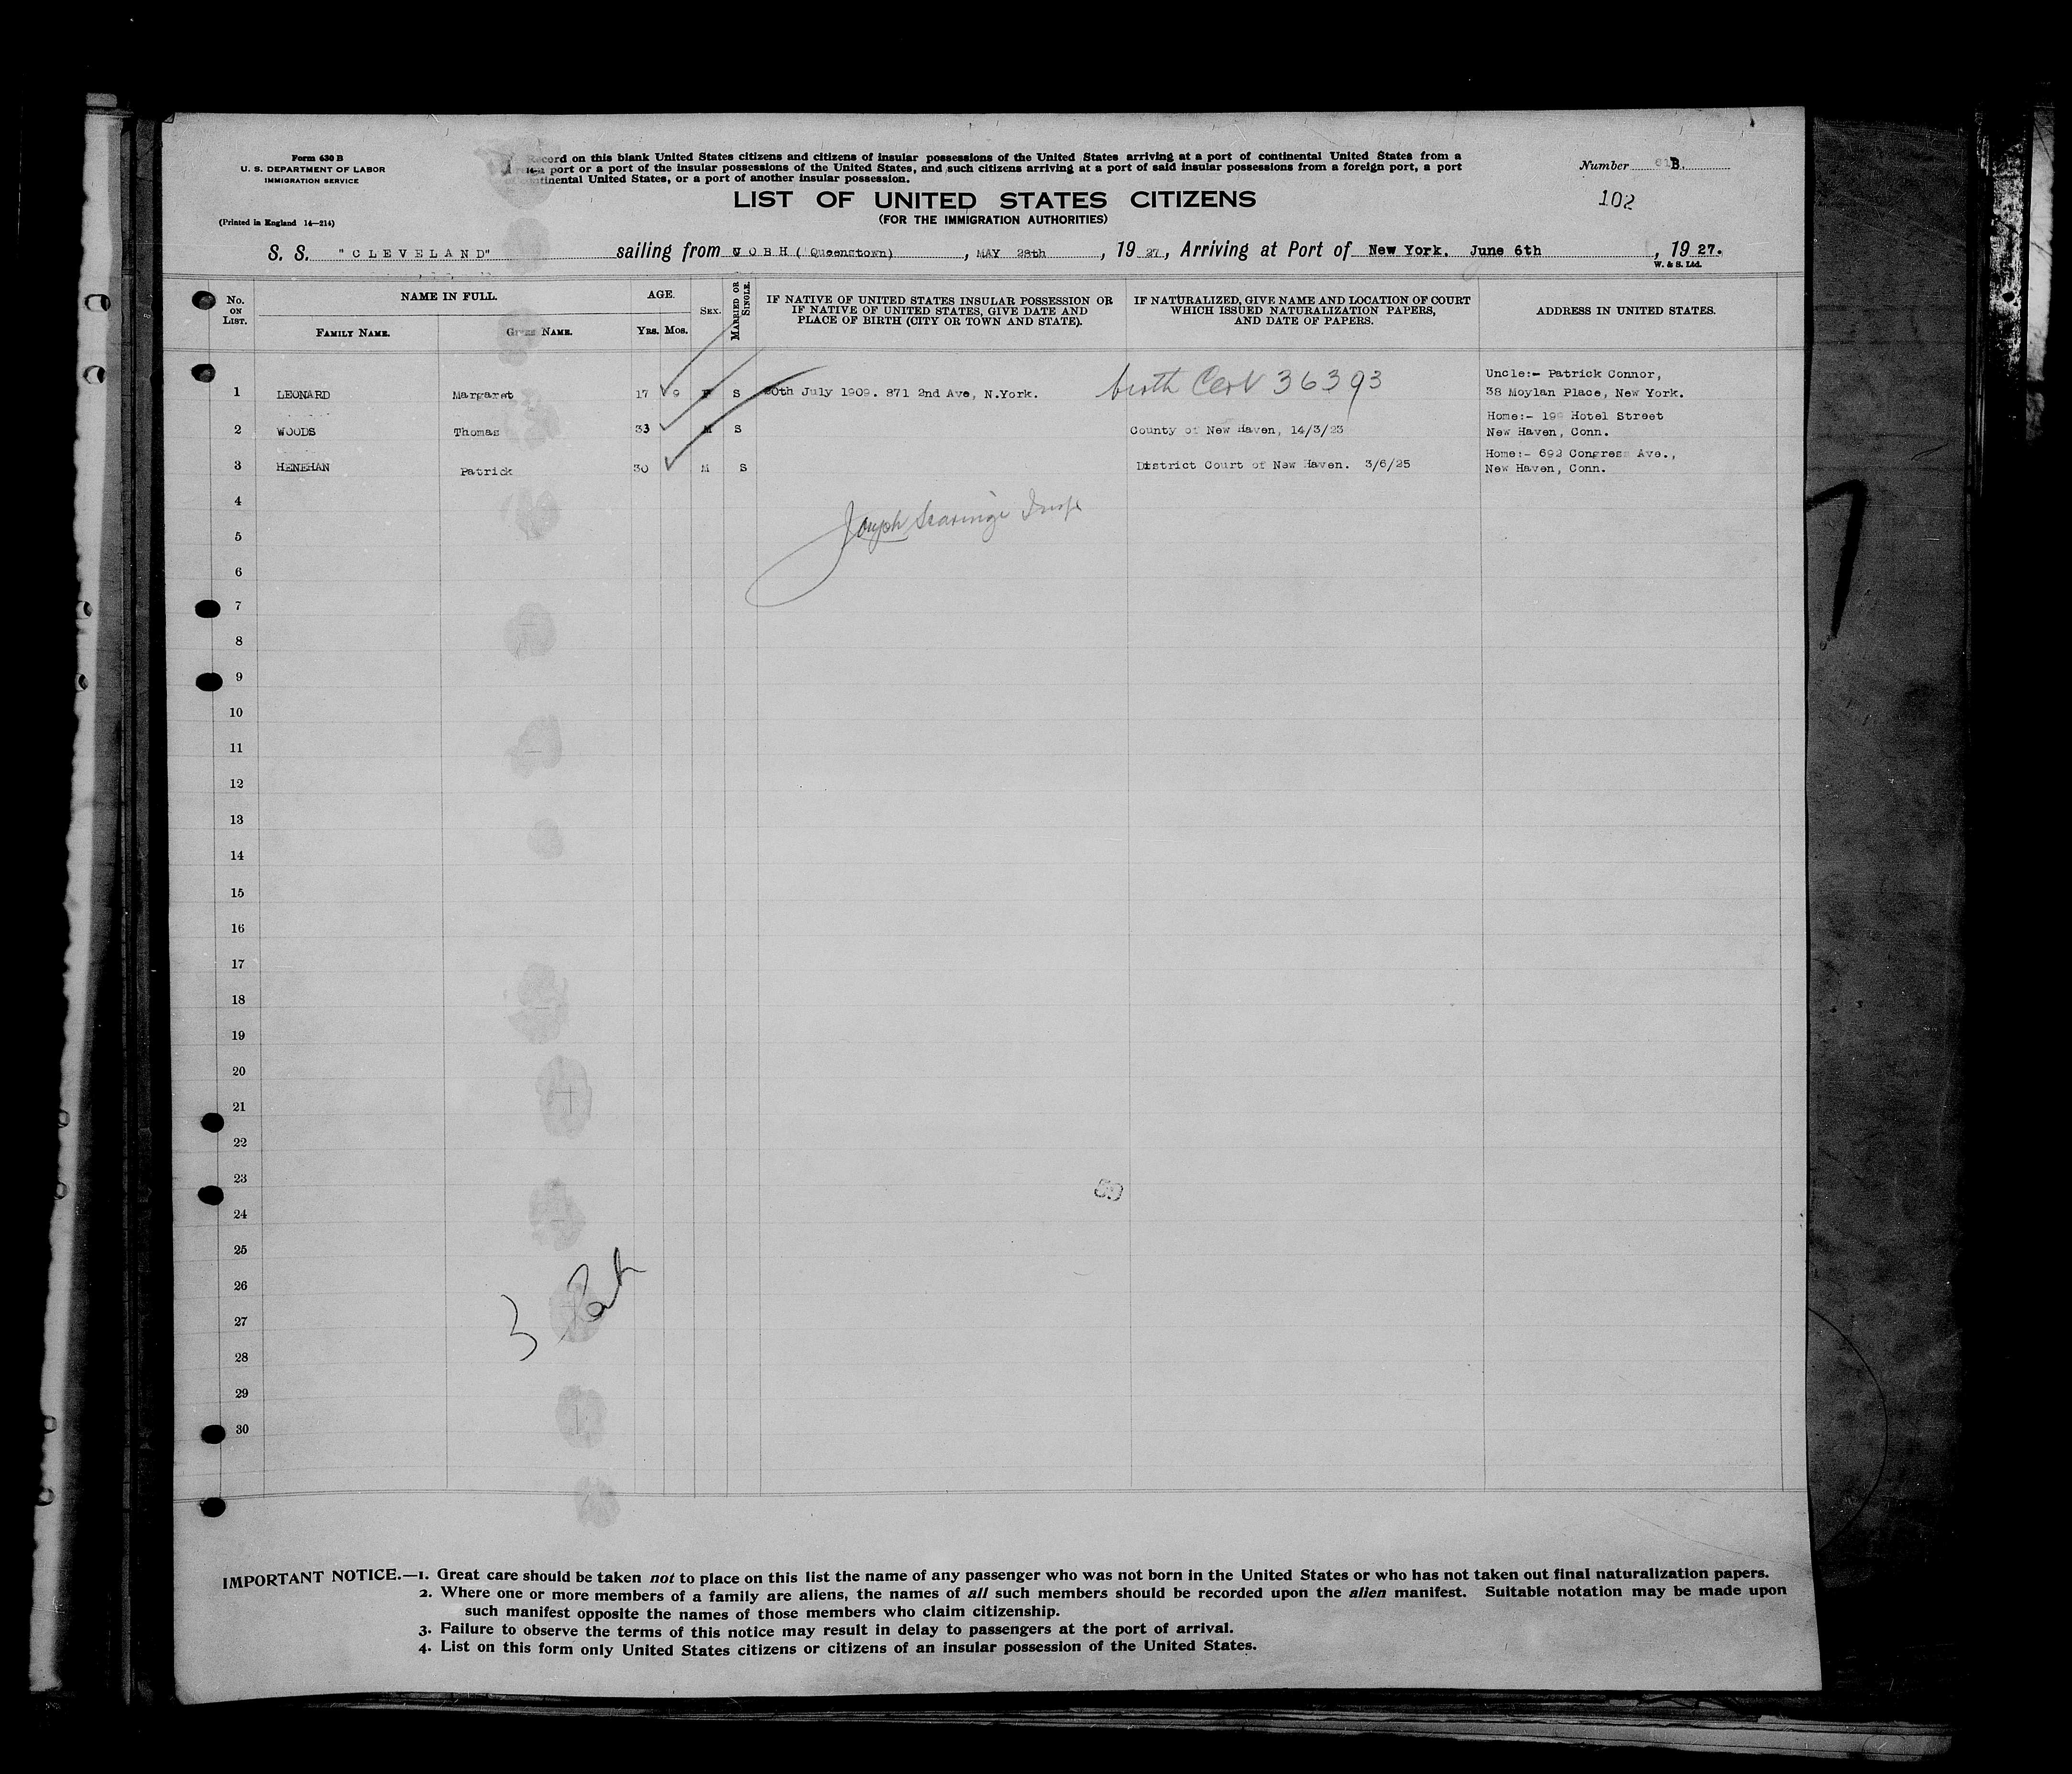 Form 630 B
U. S. DEPARTMENT OF LABOR
IMMIGRATION SERVICE
(Printed in England 14—214)
Record on this blank United States citizens and citizens of insular possessions of the United States arriving at a port of continental United States from a
port or a port of the insular possessions of the United States, and such citizens arriving at a port of said insular possessions from a foreign port, a port
continental United States, or a port of another insular possession.
LIST OF UNITED STATES CITIZENS
(FOR THE IMMIGRATION AUTHORITIES)
Number B.
102
S. S. "CLEVELAND" sailing from COBH (Queenstown), MAY 28th, 1927, Arriving at Port of New York. June 6th, 1927.
W. & S. Ltd.
No. ON LIST.
NAME IN FULL.
FAMILY NAME.
GIVEN NAME.
AGE.
YRS. MOS.
SEX.
MARRIED OR SINGLE.
IF NATIVE OF UNITED STATES INSULAR POSSESSION OR
IF NATIVE OF UNITED STATES, GIVE DATE AND
PLACE OF BIRTH (CITY OR TOWN AND STATE).
IF NATURALIZED, GIVE NAME AND LOCATION OF COURT
WHICH ISSUED NATURALIZATION PAPERS,
AND DATE OF PAPERS.
ADDRESS IN UNITED STATES.
Uncle:- Patrick Connor,
1 LEONARD Margaret 17 9 F S 20th July 1909. 871 2nd Ave, N.York. birth Cert 36393 38 Moylan Place, New York.
Home:- 199 Hotel Street
2 WOODS Thomas 33 M S County of New Haven, 14/3/23 New Haven, Conn.
Home:- 692 Congress Ave.,
3 HENEHAN Patrick 30 M S District Court of New Haven. 3/6/25 New Haven, Conn.
4
Joseph Scaringi Insp
5
6
7
8
9
10
11
12
13
14
15
16
17
18
19
20
21
22
23
24
25
26
27
3
28
29
30
IMPORTANT NOTICE.—1. Great care should be taken not to place on this list the name of any passenger who was not born in the United States or who has not taken out final naturalization papers.
2. Where one or more members of a family are aliens, the names of all such members should be recorded upon the alien manifest. Suitable notation may be made upon
such manifest opposite the names of those members who claim citizenship.
3. Failure to observe the terms of this notice may result in delay to passengers at the port of arrival.
4. List on this form only United States citizens or citizens of an insular possession of the United States.